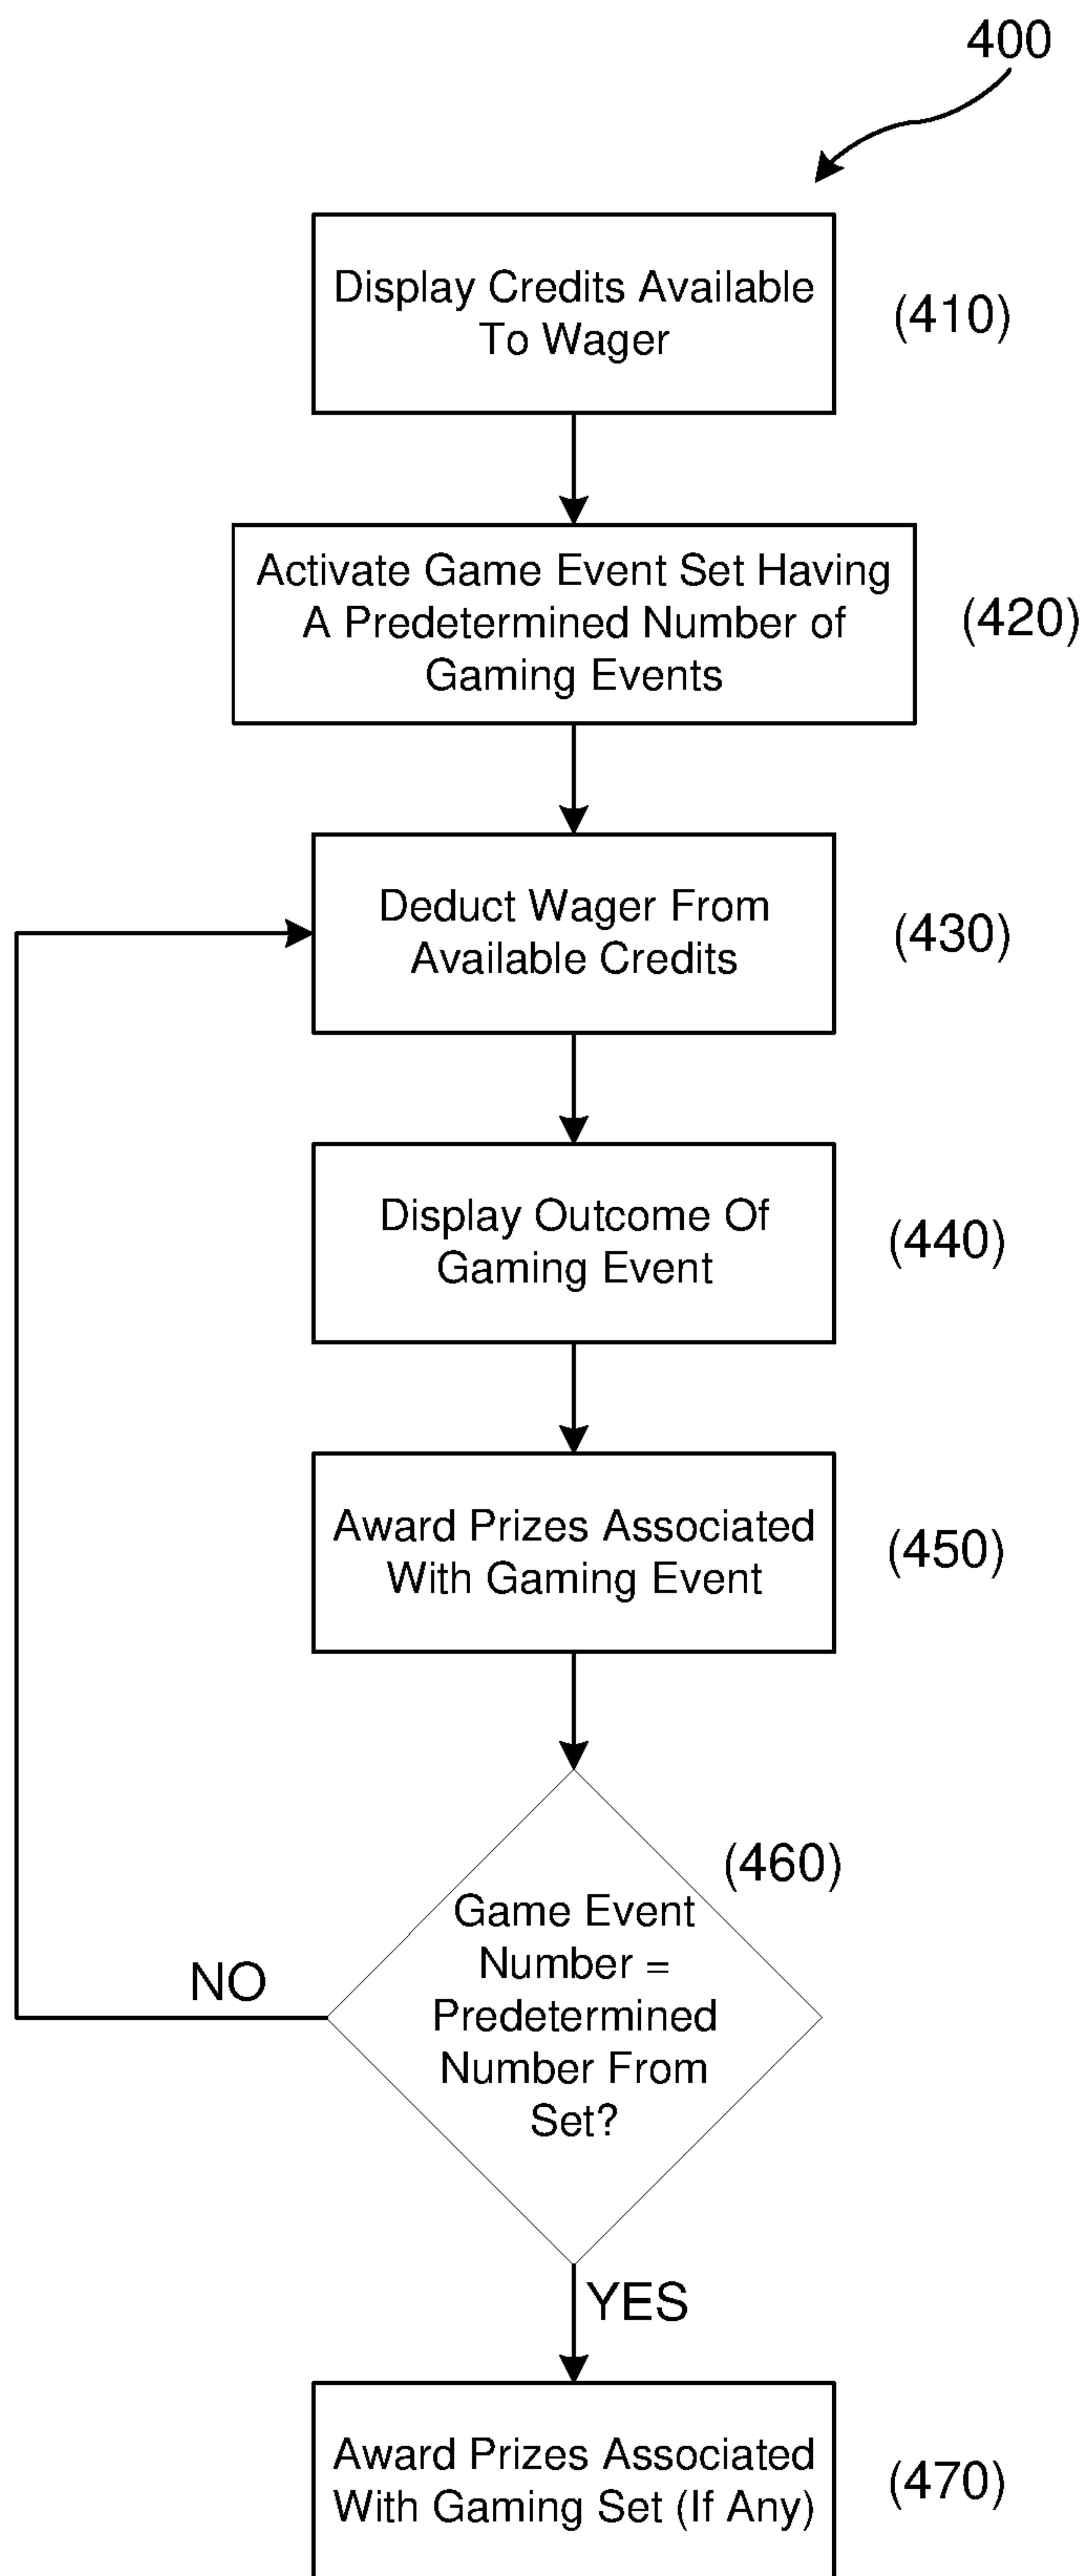 400
Display Credits Available
To Wager
(410)
Activate Game Event Set Having
A Predetermined Number of
Gaming Events
(420)
Deduct Wager From
Available Credits
(430)
Display Outcome Of
Gaming Event
(440)
Award Prizes Associated
With Gaming Event
(450)
(460)
Game Event
Number =
Predetermined
Number From
Set?
NO
YES
Award Prizes Associated
With Gaming Set (If Any)
(470)